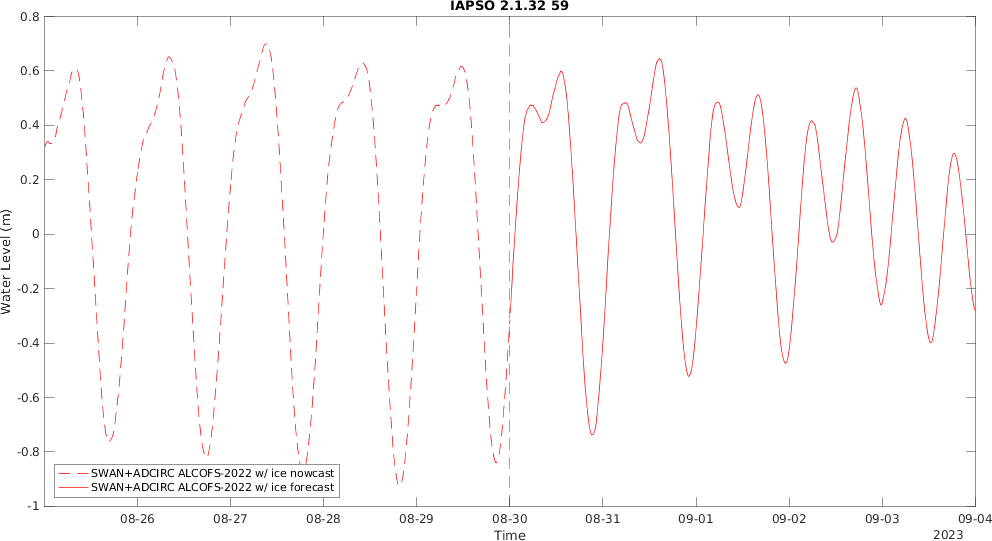 IAPSO 2.1.32 59
0.8
0.6
0.4
0.2
0
-0.2
-0.4
-0.6
-0.8
-1
Water Level (m)
SWAN+ADCIRC ALCOFS-2022 w/ ice nowcast
SWAN+ADCIRC ALCOFS-2022 w/ ice forecast
08-26 08-27 08-28 08-29 08-30 08-31 09-01 09-02 09-03 09-04
Time
2023